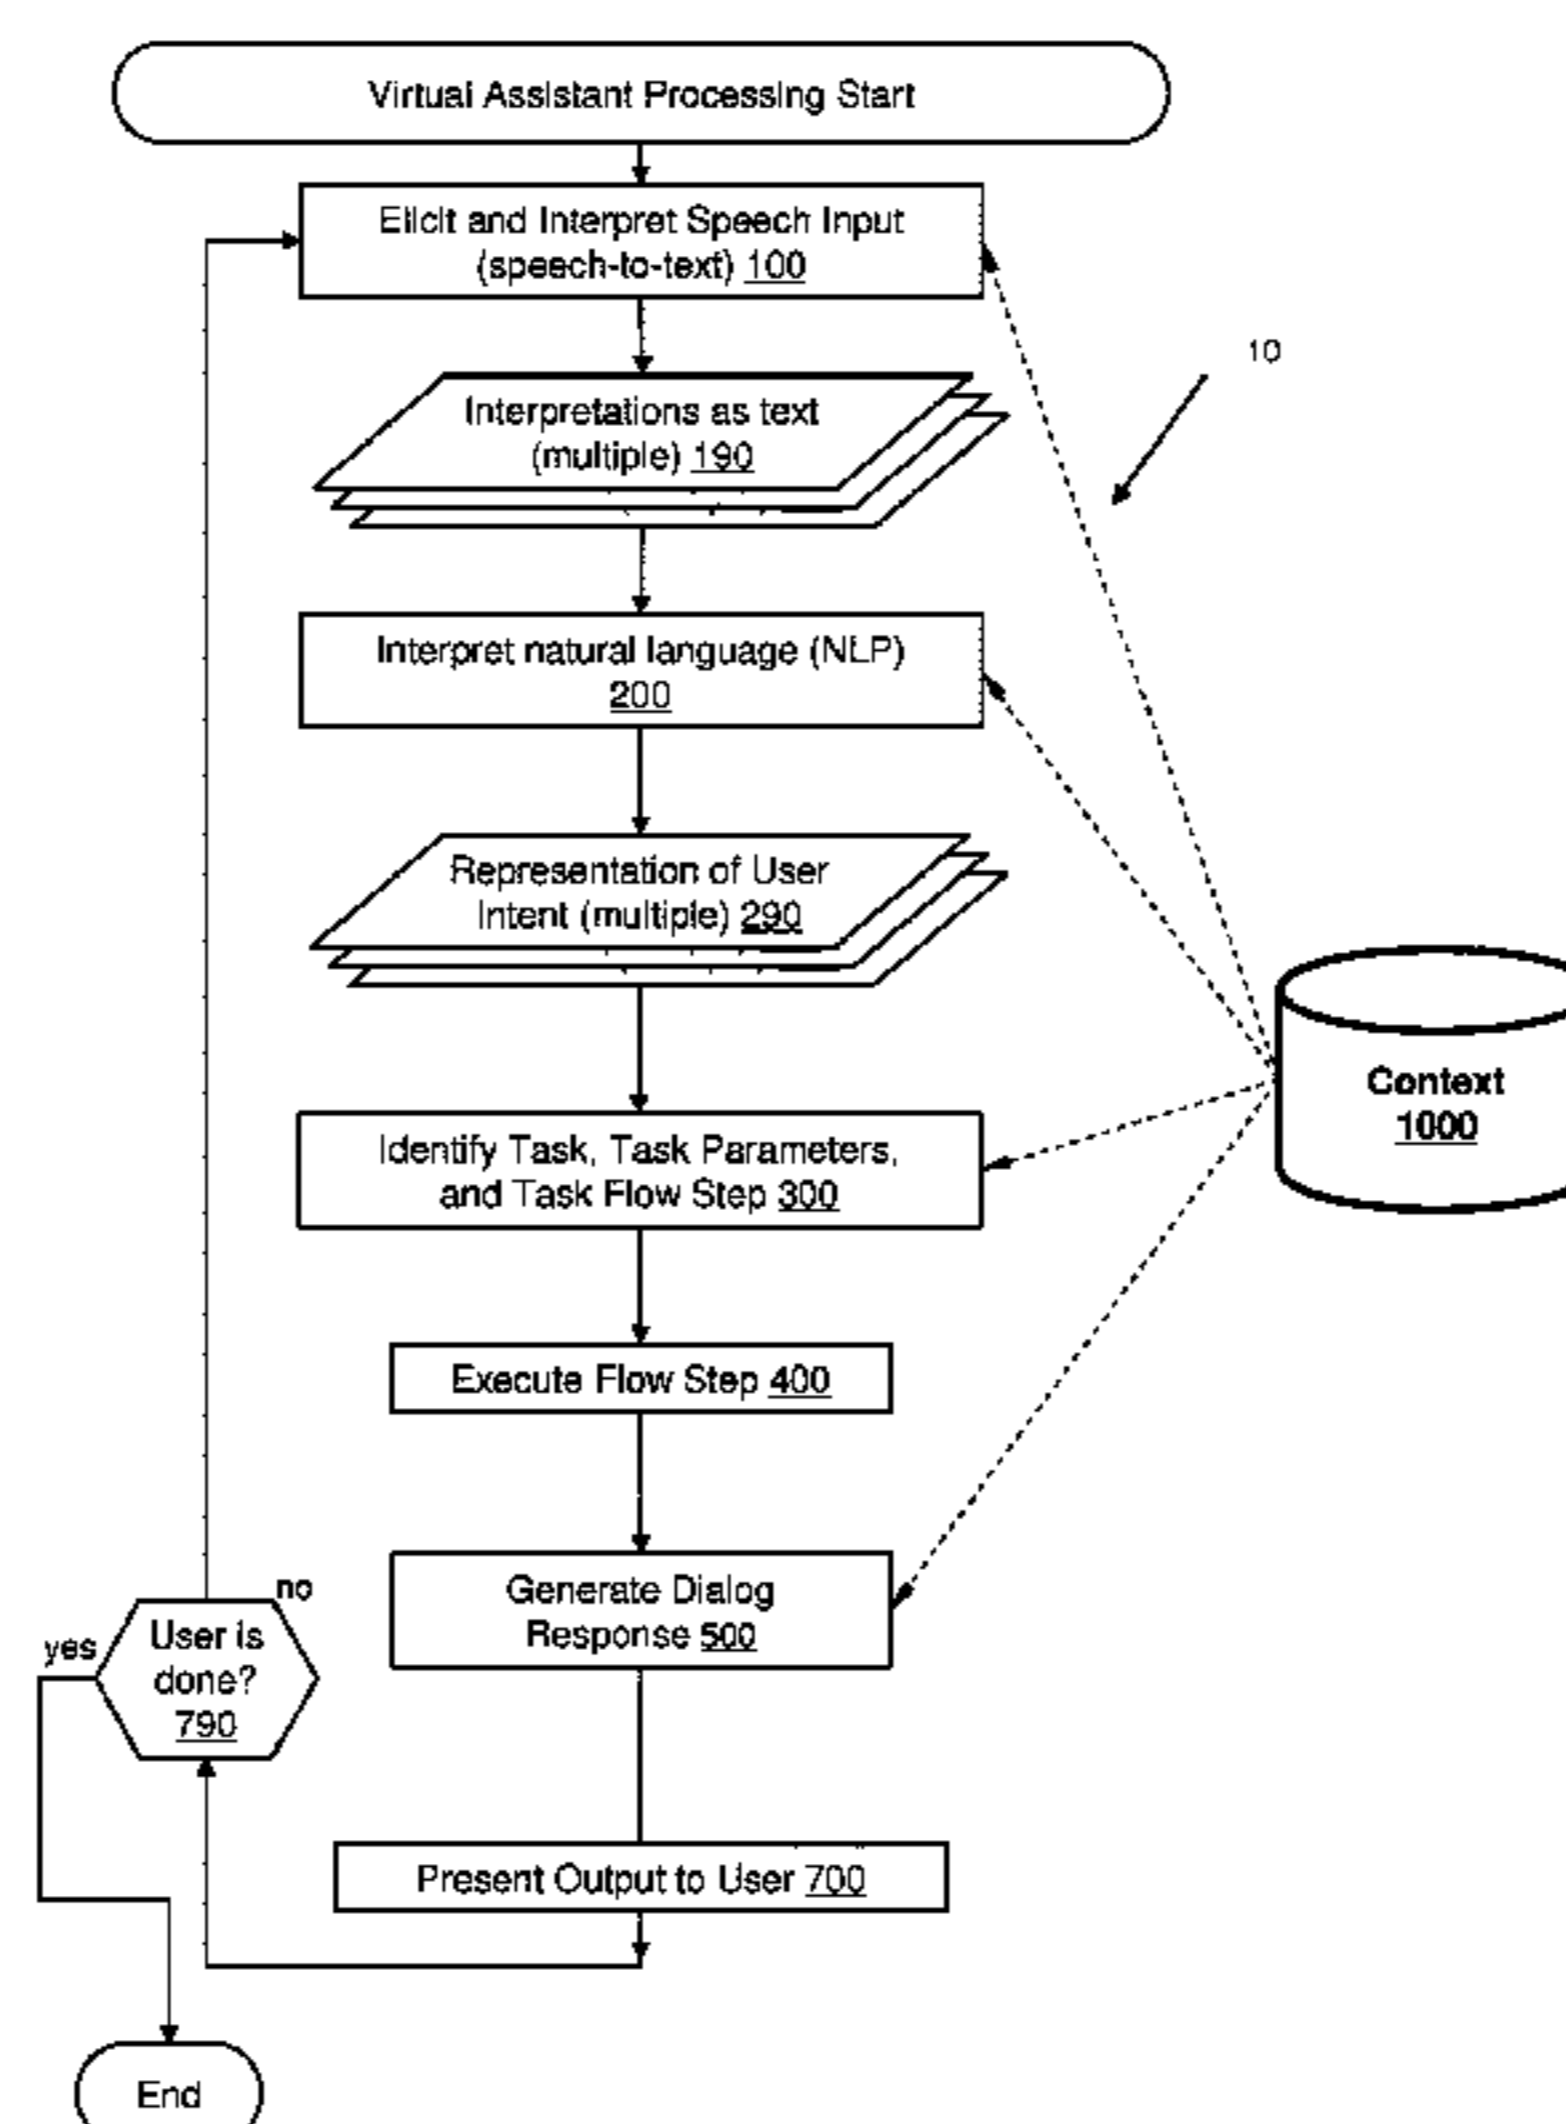 Virtual Assistant Processing Start
Elicit and Interpret Speech Input
(speech-to-text) 100
10
Interpretations as text
(multiple) 190
Interpret natural language (NLP)
200
Representation of User
Intent (multiple) 290
Context
1000
Identify Task, Task Parameters,
and Task Flow Step 300
Execute Flow Step 400
Generate Dialog
Response 500
no
yes
User is
done?
790
Present Output to User 700
End